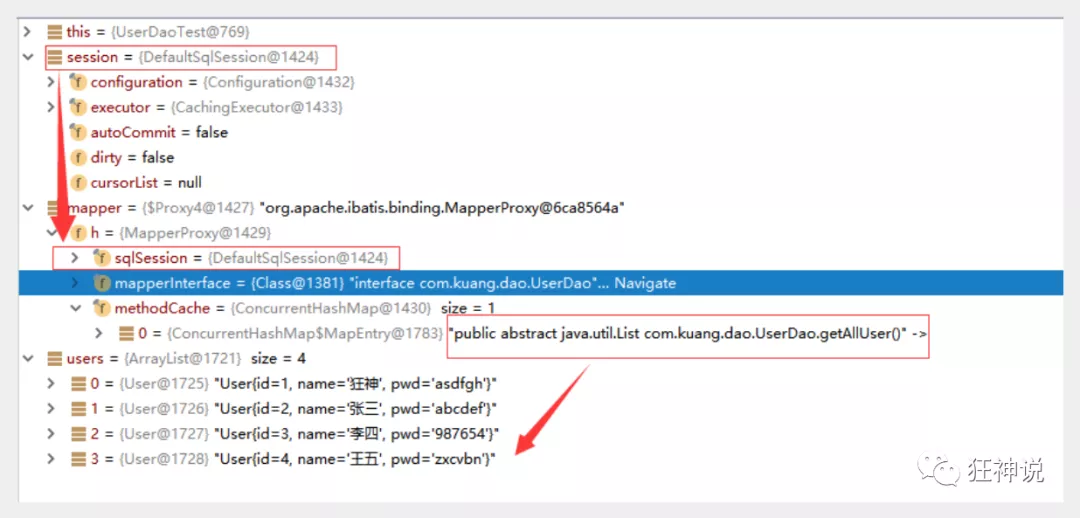 this = {UserDaoTest@769}
session = {DefaultSqlSession@1424}
f configuration = {Configuration@1432}
f executor = {CachingExecutor@1433}
f autoCommit = false
f dirty = false
f cursorList = null
mapper = {$Proxy4@1427} "org.apache.ibatis.binding.MapperProxy@6ca8564a"
f h = {MapperProxy@1429}
f sqlSession = {DefaultSqlSession@1424}
f mapperInterface = {Class@1381} "interface com.kuang.dao.UserDao"... Navigate
f methodCache = {ConcurrentHashMap@1430} size = 1
0 = {ConcurrentHashMap$MapEntry@1783} "public abstract java.util.List com.kuang.dao.UserDao.getAllUser()" ->
users = {ArrayList@1721} size = 4
0 = {User@1725} "User{id=1, name='狂神', pwd='asdfgh'}"
1 = {User@1726} "User{id=2, name='张三', pwd='abcdef'}"
2 = {User@1727} "User{id=3, name='李四', pwd='987654'}"
3 = {User@1728} "User{id=4, name='王五', pwd='zxcvbn'}"
狂神说